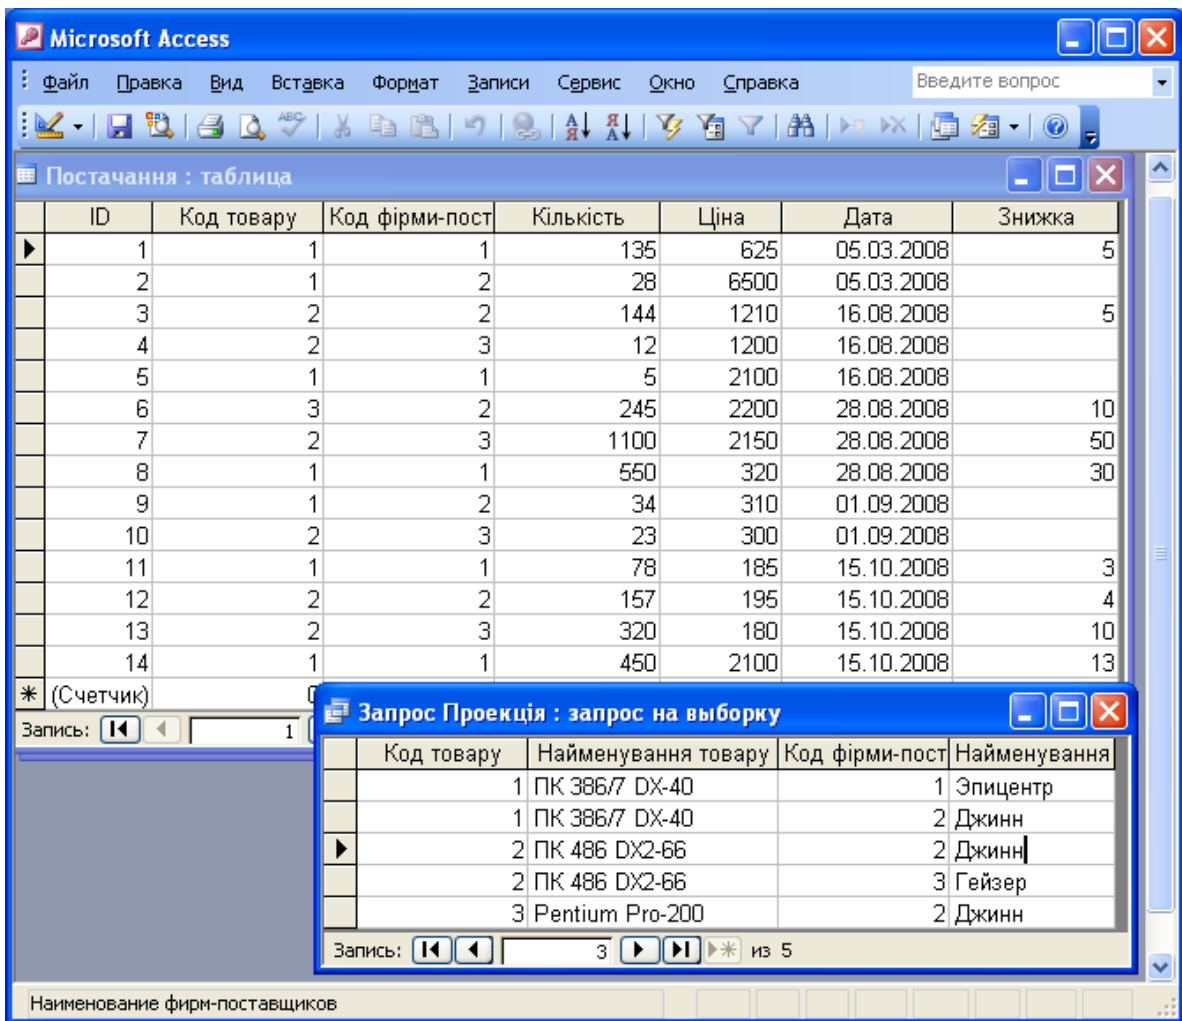 Microsoft Access
Файл Правка Вид Вставка Формат Записи Сервис Окно Справка Введите вопрос
Постачання : таблица
ID Код товару Код фірми-пост Кількість Ціна Дата Знижка
1 1 1 135 625 05.03.2008 5
2 1 2 28 6500 05.03.2008
3 2 2 144 1210 16.08.2008 5
4 2 3 12 1200 16.08.2008
5 1 1 5 2100 16.08.2008
6 3 2 245 2200 28.08.2008 10
7 2 3 1100 2150 28.08.2008 50
8 1 1 550 320 28.08.2008 30
9 1 2 34 310 01.09.2008
10 2 3 23 300 01.09.2008
11 1 1 78 185 15.10.2008 3
12 2 2 157 195 15.10.2008 4
13 2 3 320 180 15.10.2008 10
14 1 1 450 2100 15.10.2008 13
(Счетчик) 0
Запись: 1
Запрос Проекція : запрос на выборку
Код товару Найменування товару Код фірми-пост Найменування
1 ПК 386/7 DX-40 1 Эпицентр
1 ПК 386/7 DX-40 2 Джинн
2 ПК 486 DX2-66 2 Джинн
2 ПК 486 DX2-66 3 Гейзер
3 Pentium Pro-200 2 Джинн
Запись: 3 из 5
Наименование фирм-поставщиков